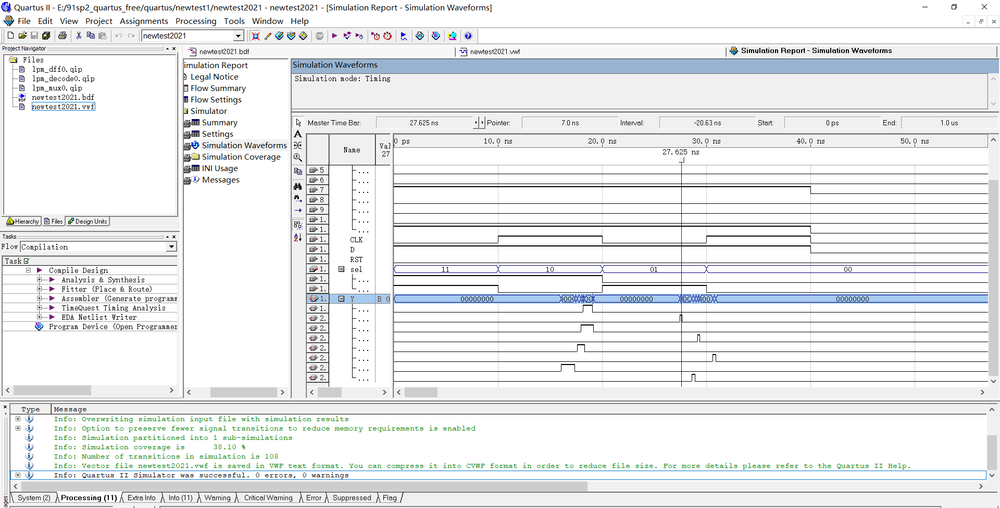 Quartus II - E:/91sp2_quartus_free/quartus/newtest1/newtest2021 - newtest2021 - [Simulation Report - Simulation Waveforms]
File Edit View Project Assignments Processing Tools Window Help
newtest2021
Project Navigator
Files
lpm_dff0.qip
lpm_decode0.qip
lpm_mux0.qip
newtest2021.bdf
newtest2021.vwf
Hierarchy Files Design Units
Tasks
Flow Compilation
Task
Compile Design
Analysis & Synthesis
Fitter (Place & Route)
Assembler (Generate programm
TimeQuest Timing Analysis
EDA Netlist Writer
Program Device (Open Programmer
newtest2021.bdf
newtest2021.vwf
Simulation Report - Simulation Waveforms
imulation Report
Legal Notice
Flow Summary
Flow Settings
Simulator
Summary
Settings
Simulation Waveforms
Simulation Coverage
INI Usage
Messages
Simulation Waveforms
Simulation mode: Timing
Master Time Bar: 27.625 ns Pointer: 7.0 ns Interval: -20.63 ns Start: 0 ps End: 1.0 us
Name Val 27
0 ps 10.0 ns 20.0 ns 30.0 ns 40.0 ns 50.0 ns
27.625 ns
5 ...
6 ...
7 ...
8 ...
9 ...
1. ...
1. ...
1. CLK
1. D
1. RST
1. sel 11 10 01 00
1. ...
1. ...
1. Y B 0 00000000 00000000 00000000
1. ...
2. ...
2. ...
2. ...
2. ...
2. ...
2. ...
2. ...
Type Message
Info: Overwriting simulation input file with simulation results
Info: Option to preserve fewer signal transitions to reduce memory requirements is enabled
Info: Simulation partitioned into 1 sub-simulations
Info: Simulation coverage is 38.10 %
Info: Number of transitions in simulation is 108
Info: Vector file newtest2021.vwf is saved in VWF text format. You can compress it into CVWF format in order to reduce file size. For more details please refer to the Quartus II Help.
Info: Quartus II Simulator was successful. 0 errors, 0 warnings
System (2) Processing (11) Extra Info Info (11) Warning Critical Warning Error Suppressed Flag